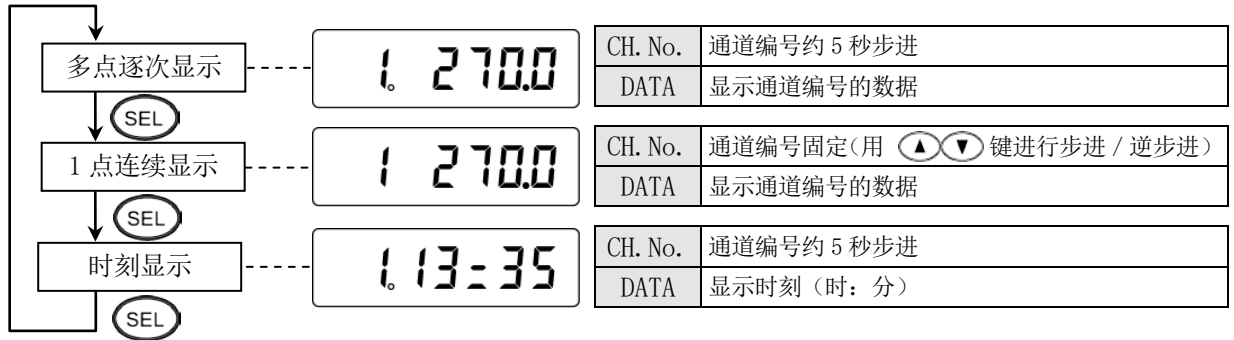 多点逐次显示
1。 270.0
CH.No. 通道编号约 5 秒步进
DATA 显示通道编号的数据
SEL
1 点连续显示
1 270.0
CH.No. 通道编号固定(用 ▲▼ 键进行步进 / 逆步进)
DATA 显示通道编号的数据
SEL
时刻显示
1。13:35
CH.No. 通道编号约 5 秒步进
DATA 显示时刻（时：分）
SEL